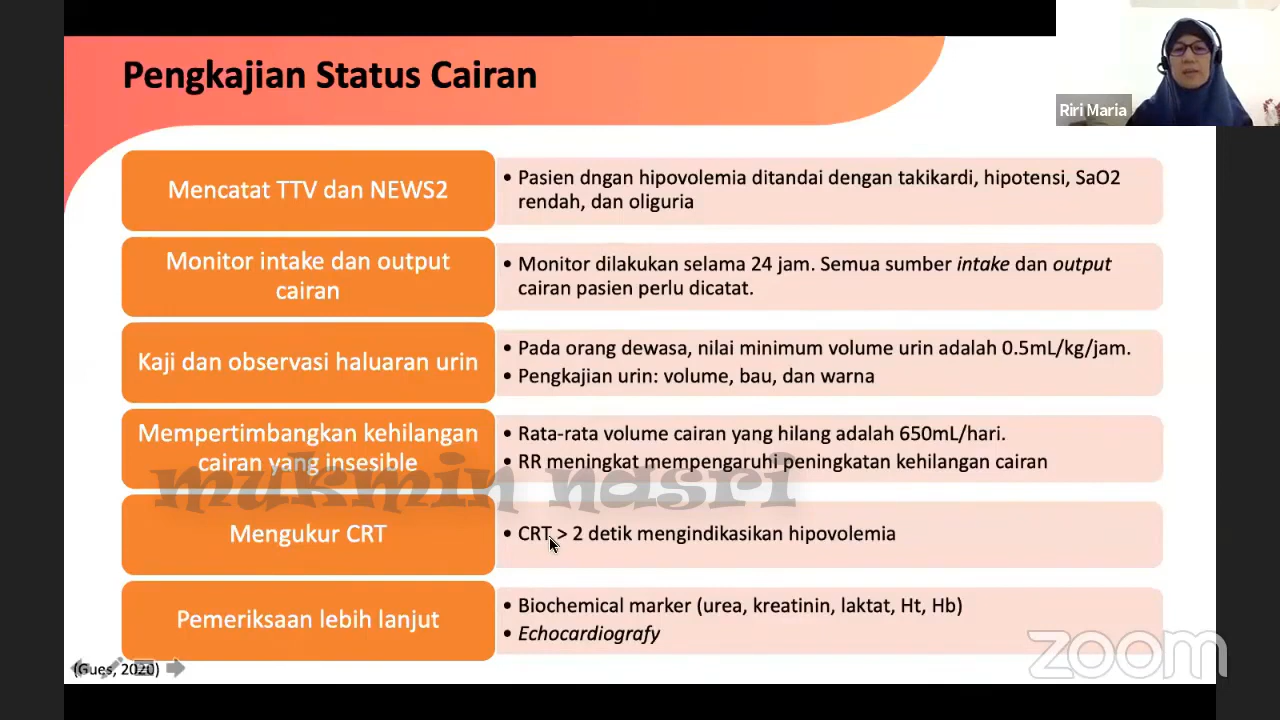 Pengkajian Status Cairan
Riri Maria
Mencatat TTV dan NEWS2
• Pasien dngan hipovolemia ditandai dengan takikardi, hipotensi, SaO2
rendah, dan oliguria
Monitor intake dan output
cairan
• Monitor dilakukan selama 24 jam. Semua sumber intake dan output
cairan pasien perlu dicatat.
Kaji dan observasi haluaran urin
• Pada orang dewasa, nilai minimum volume urin adalah 0.5mL/kg/jam.
• Pengkajian urin: volume, bau, dan warna
Mempertimbangkan kehilangan
cairan yang insesible
• Rata-rata volume cairan yang hilang adalah 650mL/hari.
• RR meningkat mempengaruhi peningkatan kehilangan cairan
mukmin nasri
Mengukur CRT
• CRT > 2 detik mengindikasikan hipovolemia
Pemeriksaan lebih lanjut
• Biochemical marker (urea, kreatinin, laktat, Ht, Hb)
• Echocardiografy
(Gues, 2020)
zoom